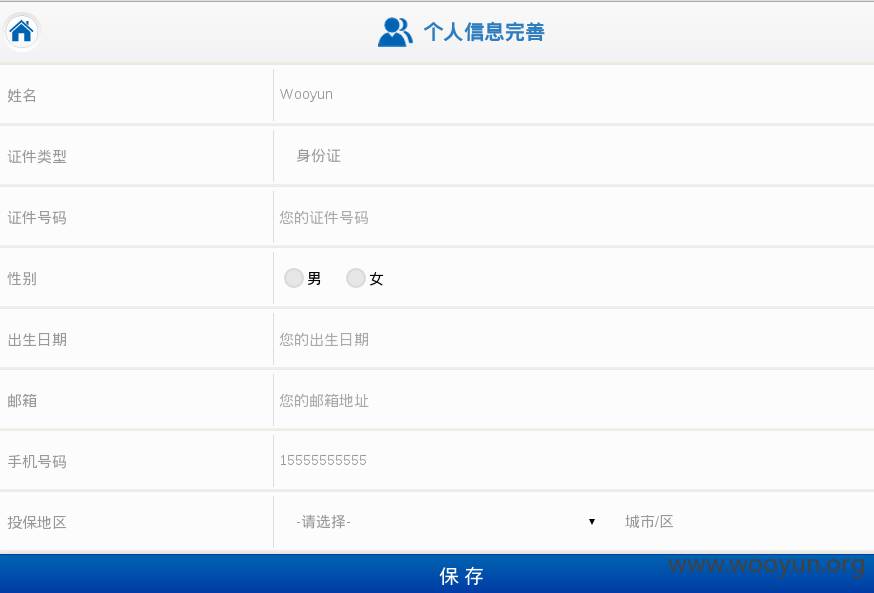 个人信息完善
姓名 Wooyun
证件类型 身份证
证件号码 您的证件号码
性别 男 女
出生日期 您的出生日期
邮箱 您的邮箱地址
手机号码 15555555555
投保地区 -请选择- 城市/区
保 存
www.wooyun.org